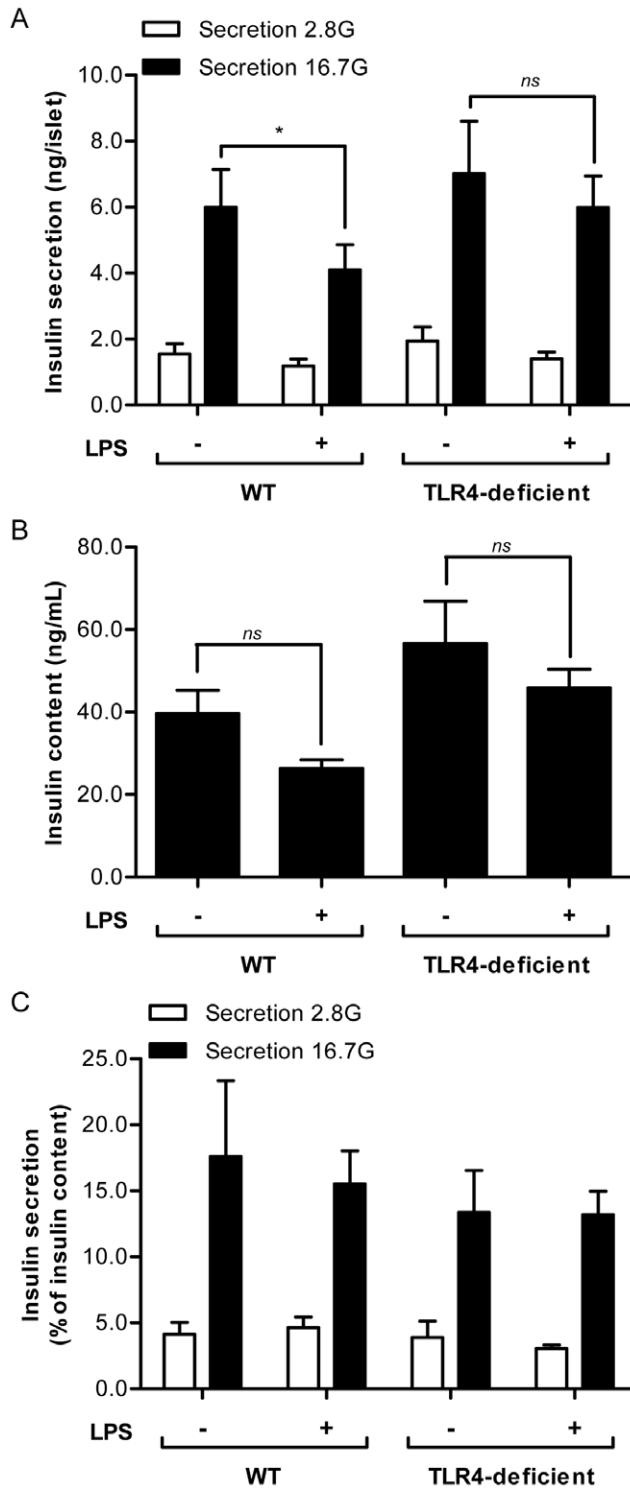 A
Secretion 2.8G
Secretion 16.7G
Insulin secretion (ng/islet)
10.0
8.0
6.0
4.0
2.0
0.0
*
ns
LPS - + - +
WT TLR4-deficient
B
Insulin content (ng/mL)
80.0
60.0
40.0
20.0
0.0
ns
ns
LPS - + - +
WT TLR4-deficient
C
Secretion 2.8G
Secretion 16.7G
Insulin secretion
(% of insulin content)
25.0
20.0
15.0
10.0
5.0
0.0
LPS - + - +
WT TLR4-deficient